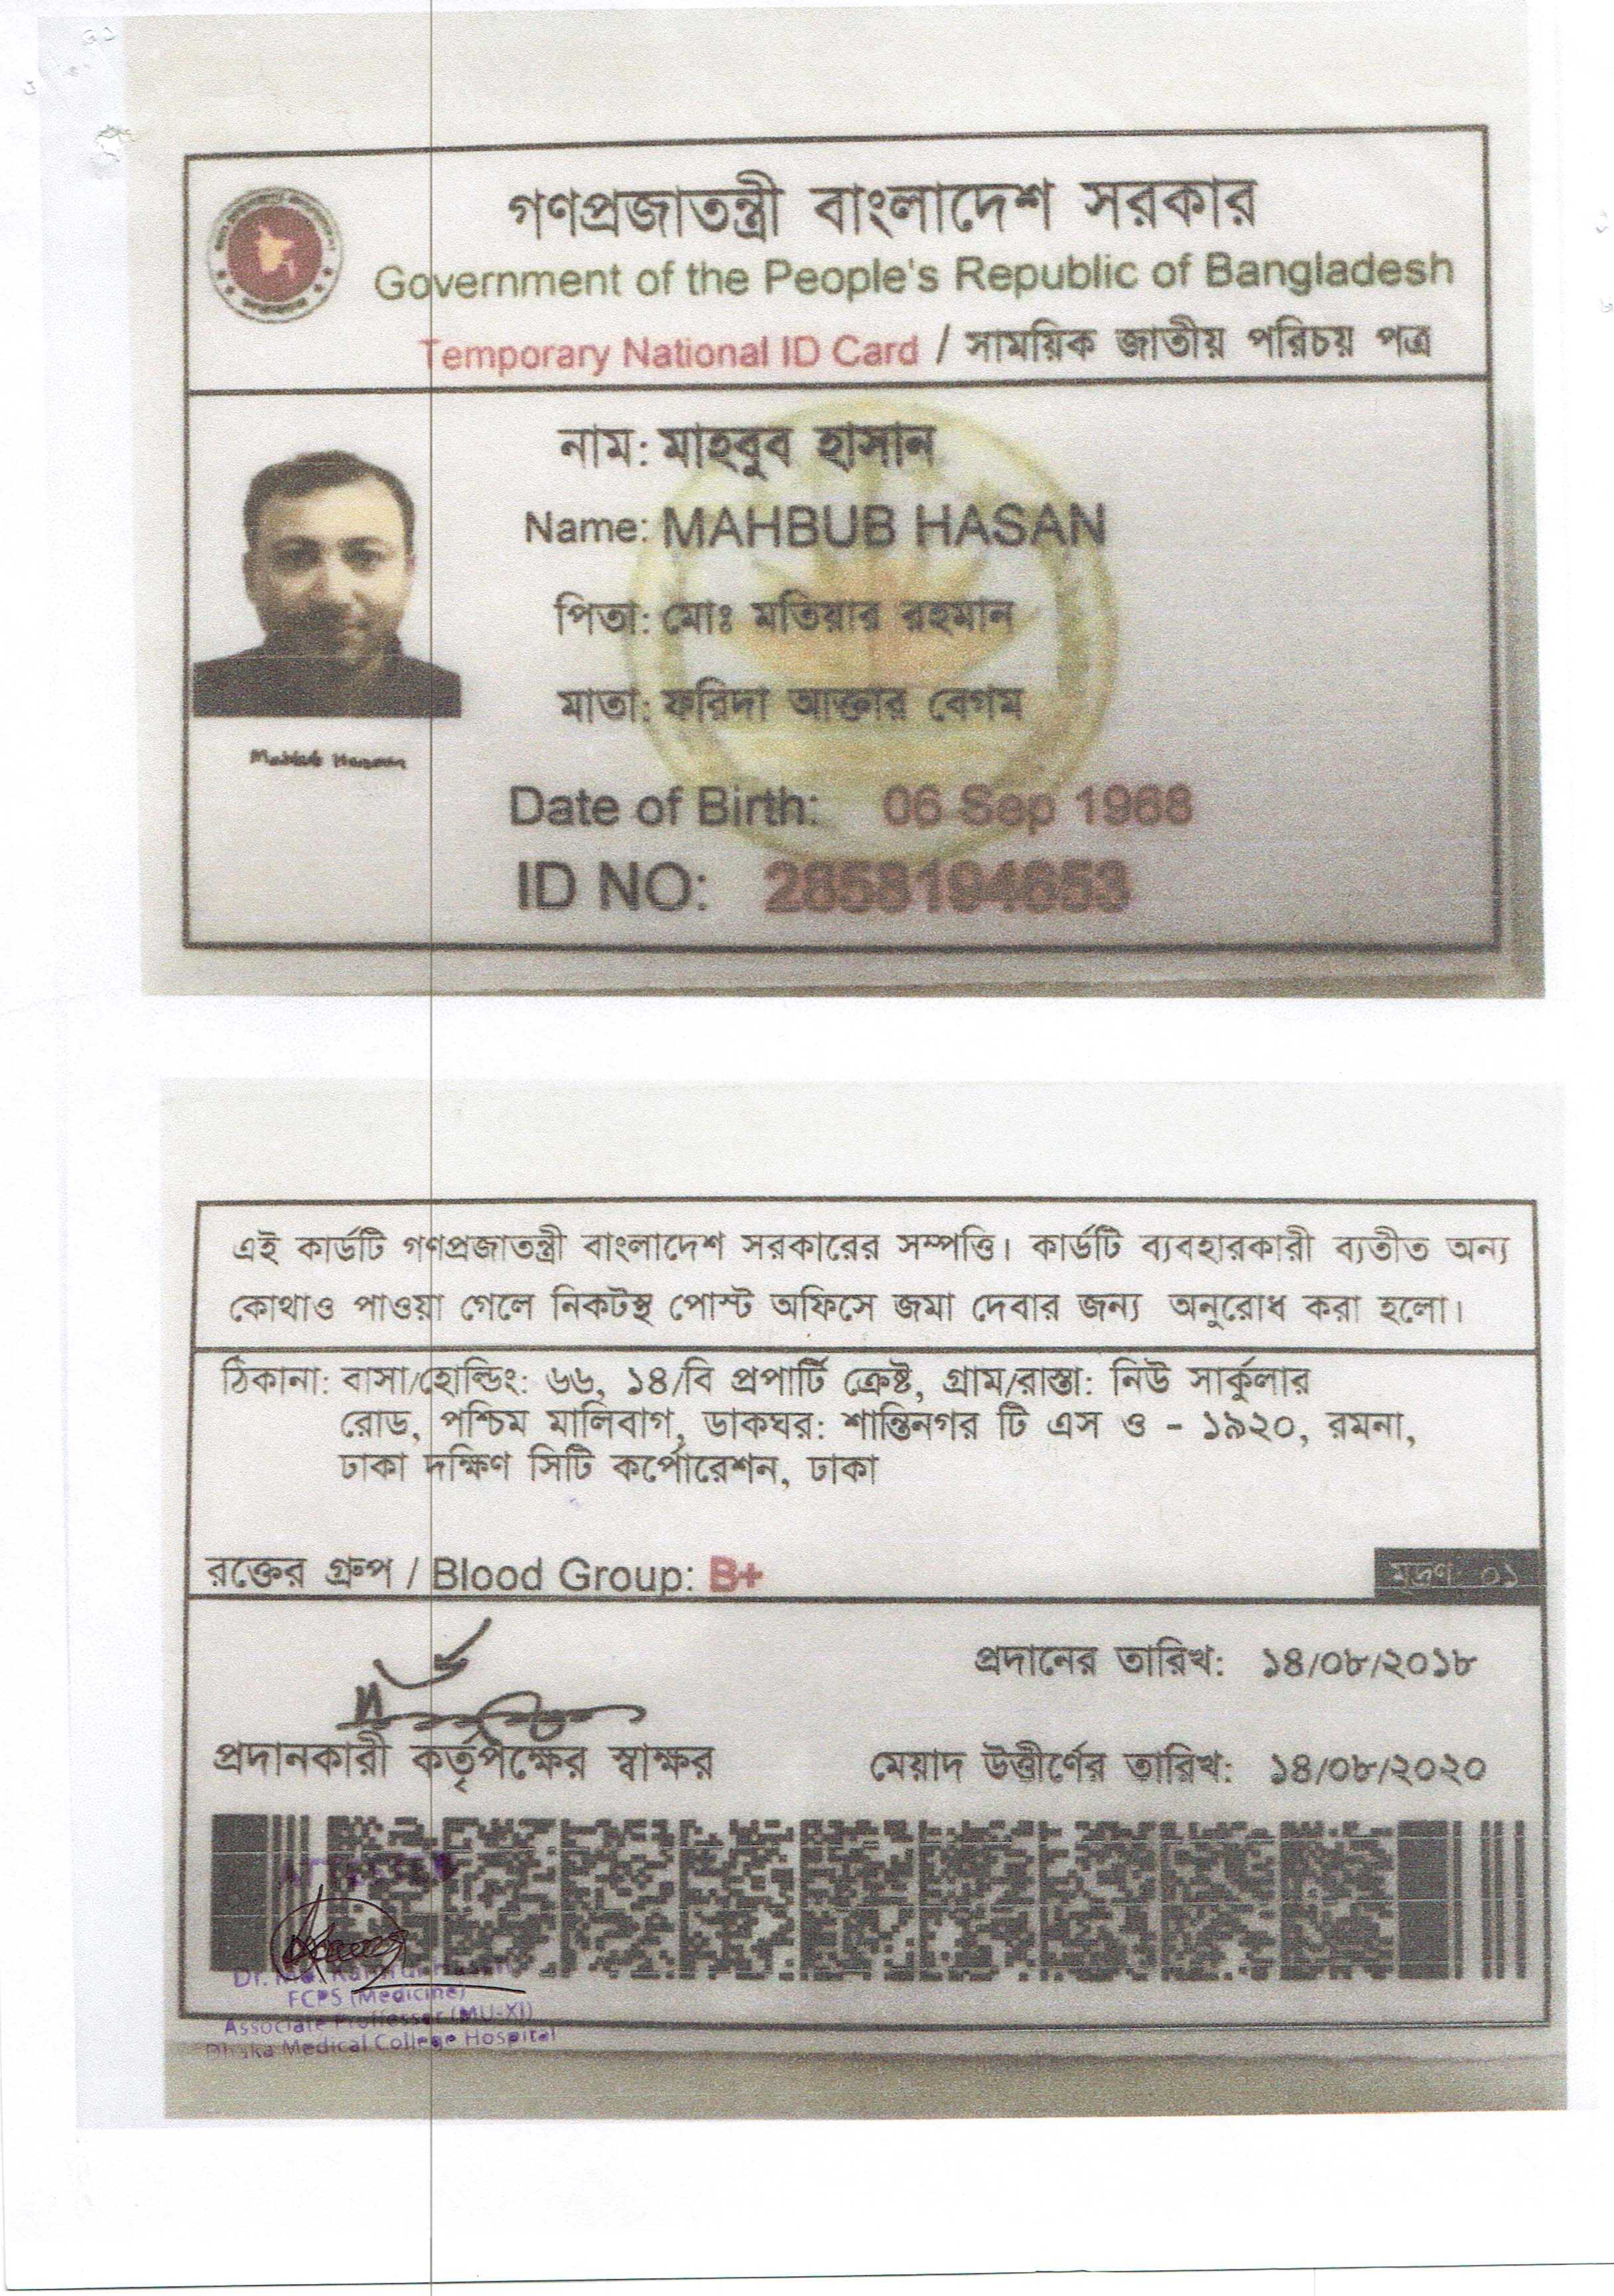 গণপ্রজাতন্ত্রী বাংলাদেশ সরকার
Government of the People's Republic of Bangladesh
Temporary National ID Card / সাময়িক জাতীয় পরিচয় পত্র
নাম: মাহবুব হাসান
Name: MAHBUB HASAN
পিতা: মোঃ মতিয়ার রহমান
মাতা: ফরিদা আক্তার বেগম
Date of Birth: 06 Sep 1968
ID NO:
এই কার্ডটি গণপ্রজাতন্ত্রী বাংলাদেশ সরকারের সম্পত্তি। কার্ডটি ব্যবহারকারী ব্যতীত অন্য
কোথাও পাওয়া গেলে নিকটস্থ পোস্ট অফিসে জমা দেবার জন্য অনুরোধ করা হলো।
ঠিকানা: বাসা/হোল্ডিং: ৬৬, ১৪/বি প্রপার্টি ক্রেষ্ট, গ্রাম/রাস্তা: নিউ সার্কুলার
রোড, পশ্চিম মালিবাগ, ডাকঘর: শান্তিনগর টি এস ও - ১৯২০, রমনা,
ঢাকা দক্ষিণ সিটি কর্পোরেশন, ঢাকা
রক্তের গ্রুপ / Blood Group: B+
মুদ্রণ: ০১
প্রদানের তারিখ: ১৪/০৮/২০১৮
প্রদানকারী কর্তৃপক্ষের স্বাক্ষর
মেয়াদ উত্তীর্ণের তারিখ: ১৪/০৮/২০২০
Dr. Md.
FCPS (Medicine)
Associate Proffessor (MU-XI)
Dhaka Medical College Hospital